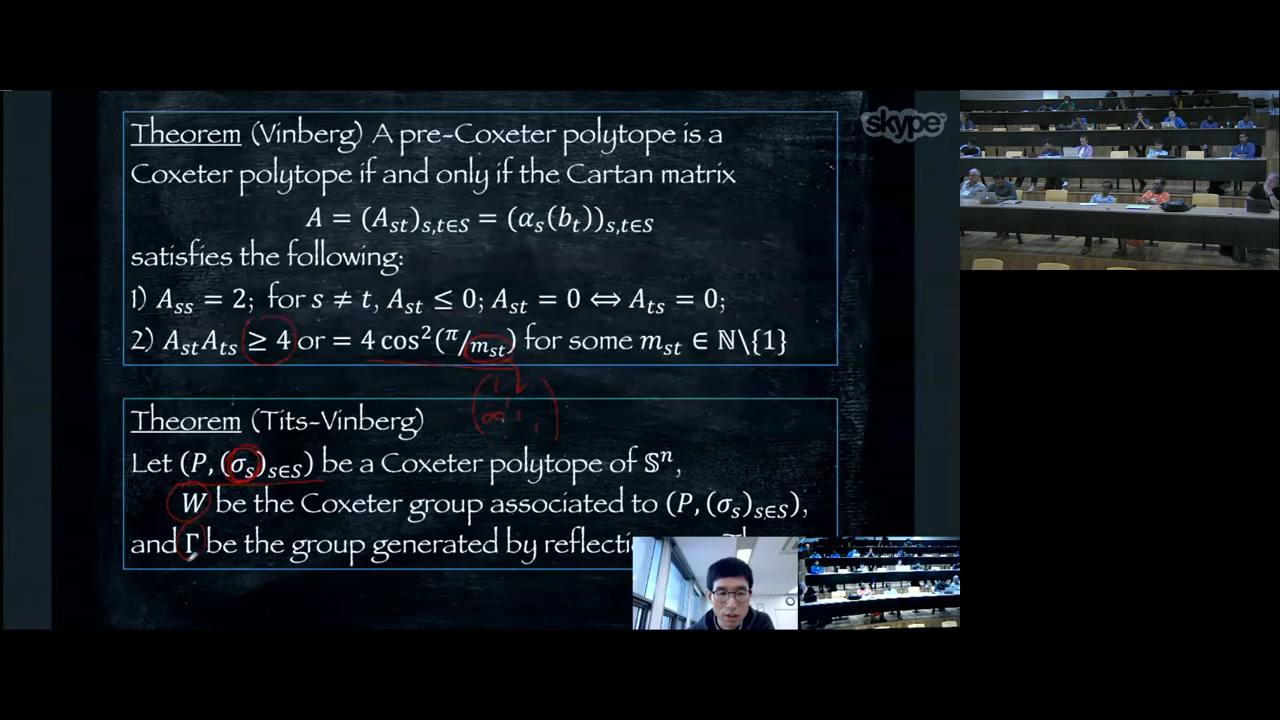 Theorem (Vinberg) A pre-Coxeter polytope is a
Coxeter polytope if and only if the Cartan matrix
A = (A_{st})_{s,t∈S} = (α_s(b_t))_{s,t∈S}
satisfies the following:
1) A_{ss} = 2; for s ≠ t, A_{st} ≤ 0; A_{st} = 0 ⟺ A_{ts} = 0;
2) A_{st}A_{ts} ≥ 4 or = 4 cos²(π/m_{st}) for some m_{st} ∈ ℕ\{1}
Theorem (Tits-Vinberg)
Let (P, (σ_s)_{s∈S}) be a Coxeter polytope of 𝕊ⁿ,
W be the Coxeter group associated to (P, (σ_s)_{s∈S}),
and Γ be the group generated by
skype